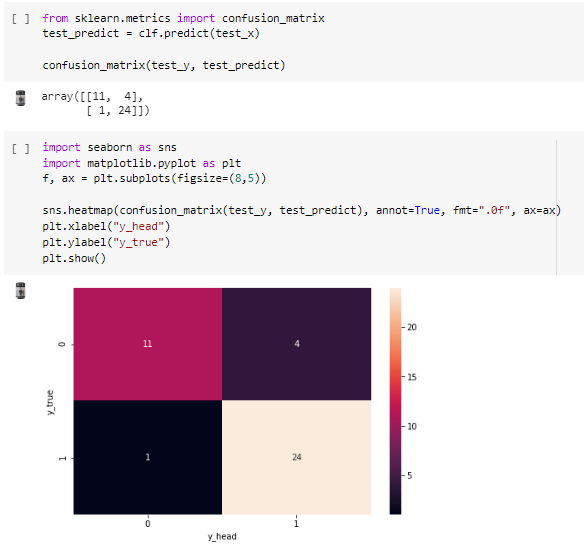 [ ] from sklearn.metrics import confusion_matrix
test_predict = clf.predict(test_x)
confusion_matrix(test_y, test_predict)
array([[11,  4],
       [ 1, 24]])
[ ] import seaborn as sns
import matplotlib.pyplot as plt
f, ax = plt.subplots(figsize=(8,5))
sns.heatmap(confusion_matrix(test_y, test_predict), annot=True, fmt=".0f", ax=ax)
plt.xlabel("y_head")
plt.ylabel("y_true")
plt.show()
20
15
10
5
0
11
4
y_true
1
1
24
0
1
y_head